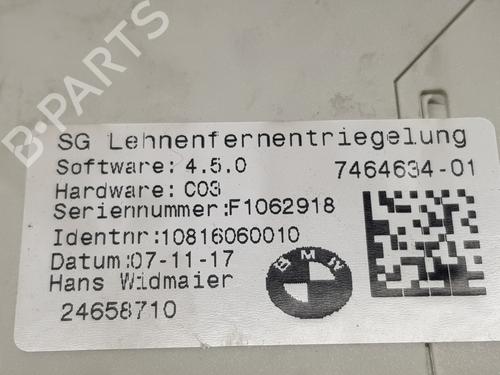 B-PARTS
SG Lehnenfernentriegelung
Software: 4.5.0 7464634-01
Hardware: C03
Seriennummer:F1062918
Identnr:10816060010
Datum:07-11-17
Hans Widmaier
24658710
BMW